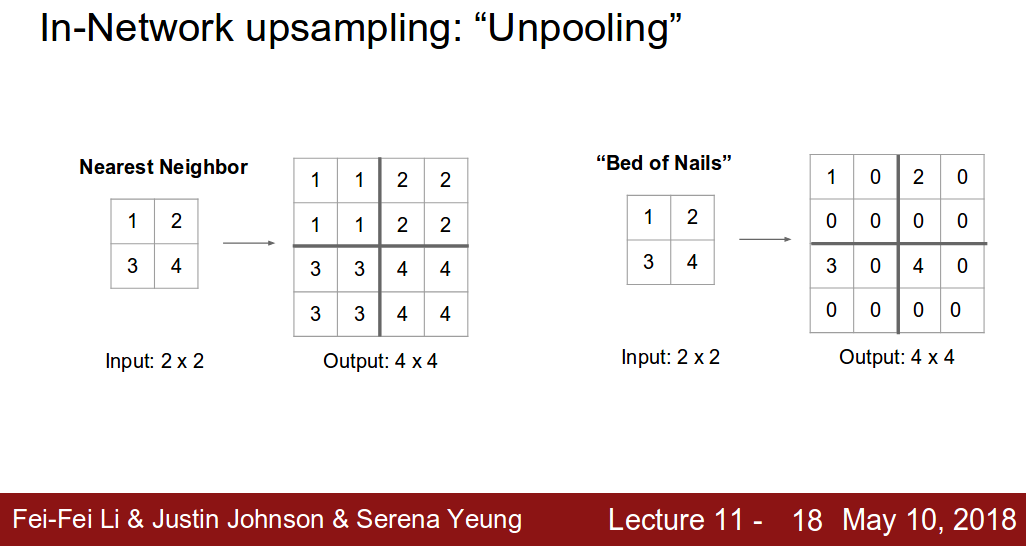 In-Network upsampling: “Unpooling”
Nearest Neighbor
1 2
3 4
Input: 2 x 2
1 1 2 2
1 1 2 2
3 3 4 4
3 3 4 4
Output: 4 x 4
“Bed of Nails”
1 2
3 4
Input: 2 x 2
1 0 2 0
0 0 0 0
3 0 4 0
0 0 0 0
Output: 4 x 4
Fei-Fei Li & Justin Johnson & Serena Yeung
Lecture 11 - 18 May 10, 2018